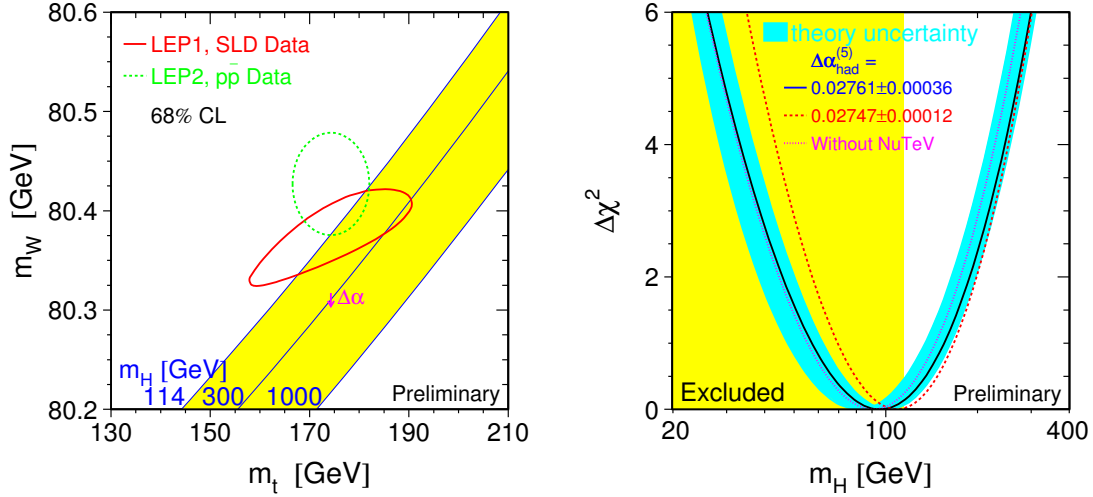 80.6
80.5
80.4
80.3
80.2
m_W [GeV]
LEP1, SLD Data
LEP2, pp̄ Data
68% CL
Δα
m_H [GeV]
114 300 1000
Preliminary
130 150 170 190 210
m_t [GeV]
6
4
2
0
Δχ²
theory uncertainty
Δα_had^(5) =
0.02761±0.00036
0.02747±0.00012
Without NuTeV
Excluded
Preliminary
20 100 400
m_H [GeV]